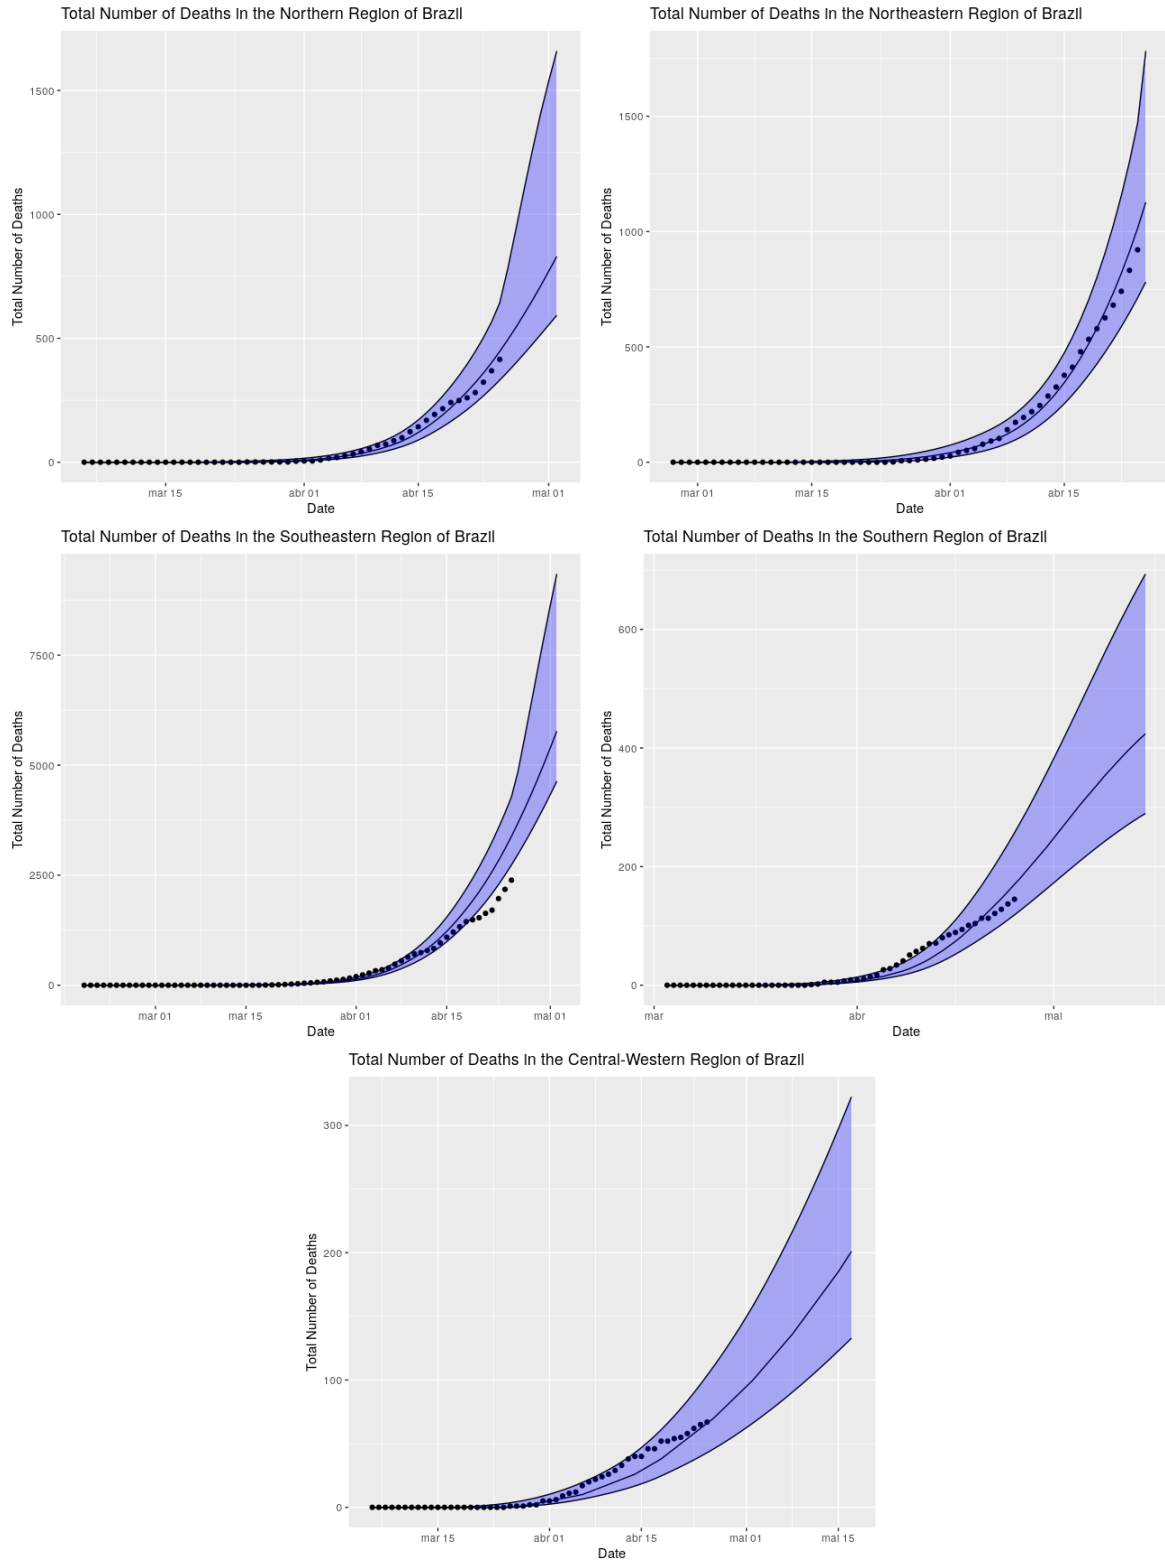 Total Number of Deaths in the Northern Region of Brazil
Total Number of Deaths
1500
1000
500
0
mar 15
abr 01
abr 15
mai 01
Date
Total Number of Deaths in the Northeastern Region of Brazil
Total Number of Deaths
1500
1000
500
0
mar 01
mar 15
abr 01
abr 15
Date
Total Number of Deaths in the Southeastern Region of Brazil
Total Number of Deaths
7500
5000
2500
0
mar 01
mar 15
abr 01
abr 15
mai 01
Date
Total Number of Deaths in the Southern Region of Brazil
Total Number of Deaths
600
400
200
0
mar
abr
mai
Date
Total Number of Deaths in the Central-Western Region of Brazil
Total Number of Deaths
300
200
100
0
mar 15
abr 01
abr 15
mai 01
mai 15
Date